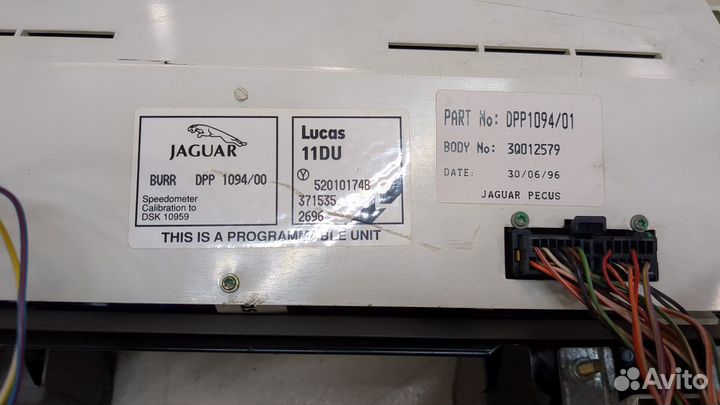 JAGUAR
BURR DPP 1094/00
Speedometer
Calibration to
DSK 10959
Lucas
11DU
Y 52010174B
371535
2696
THIS IS A PROGRAMMABLE UNIT
PART No: DPP1094/01
BODY No: 3Q012579
DATE: 30/06/96
JAGUAR PECUS
Avito